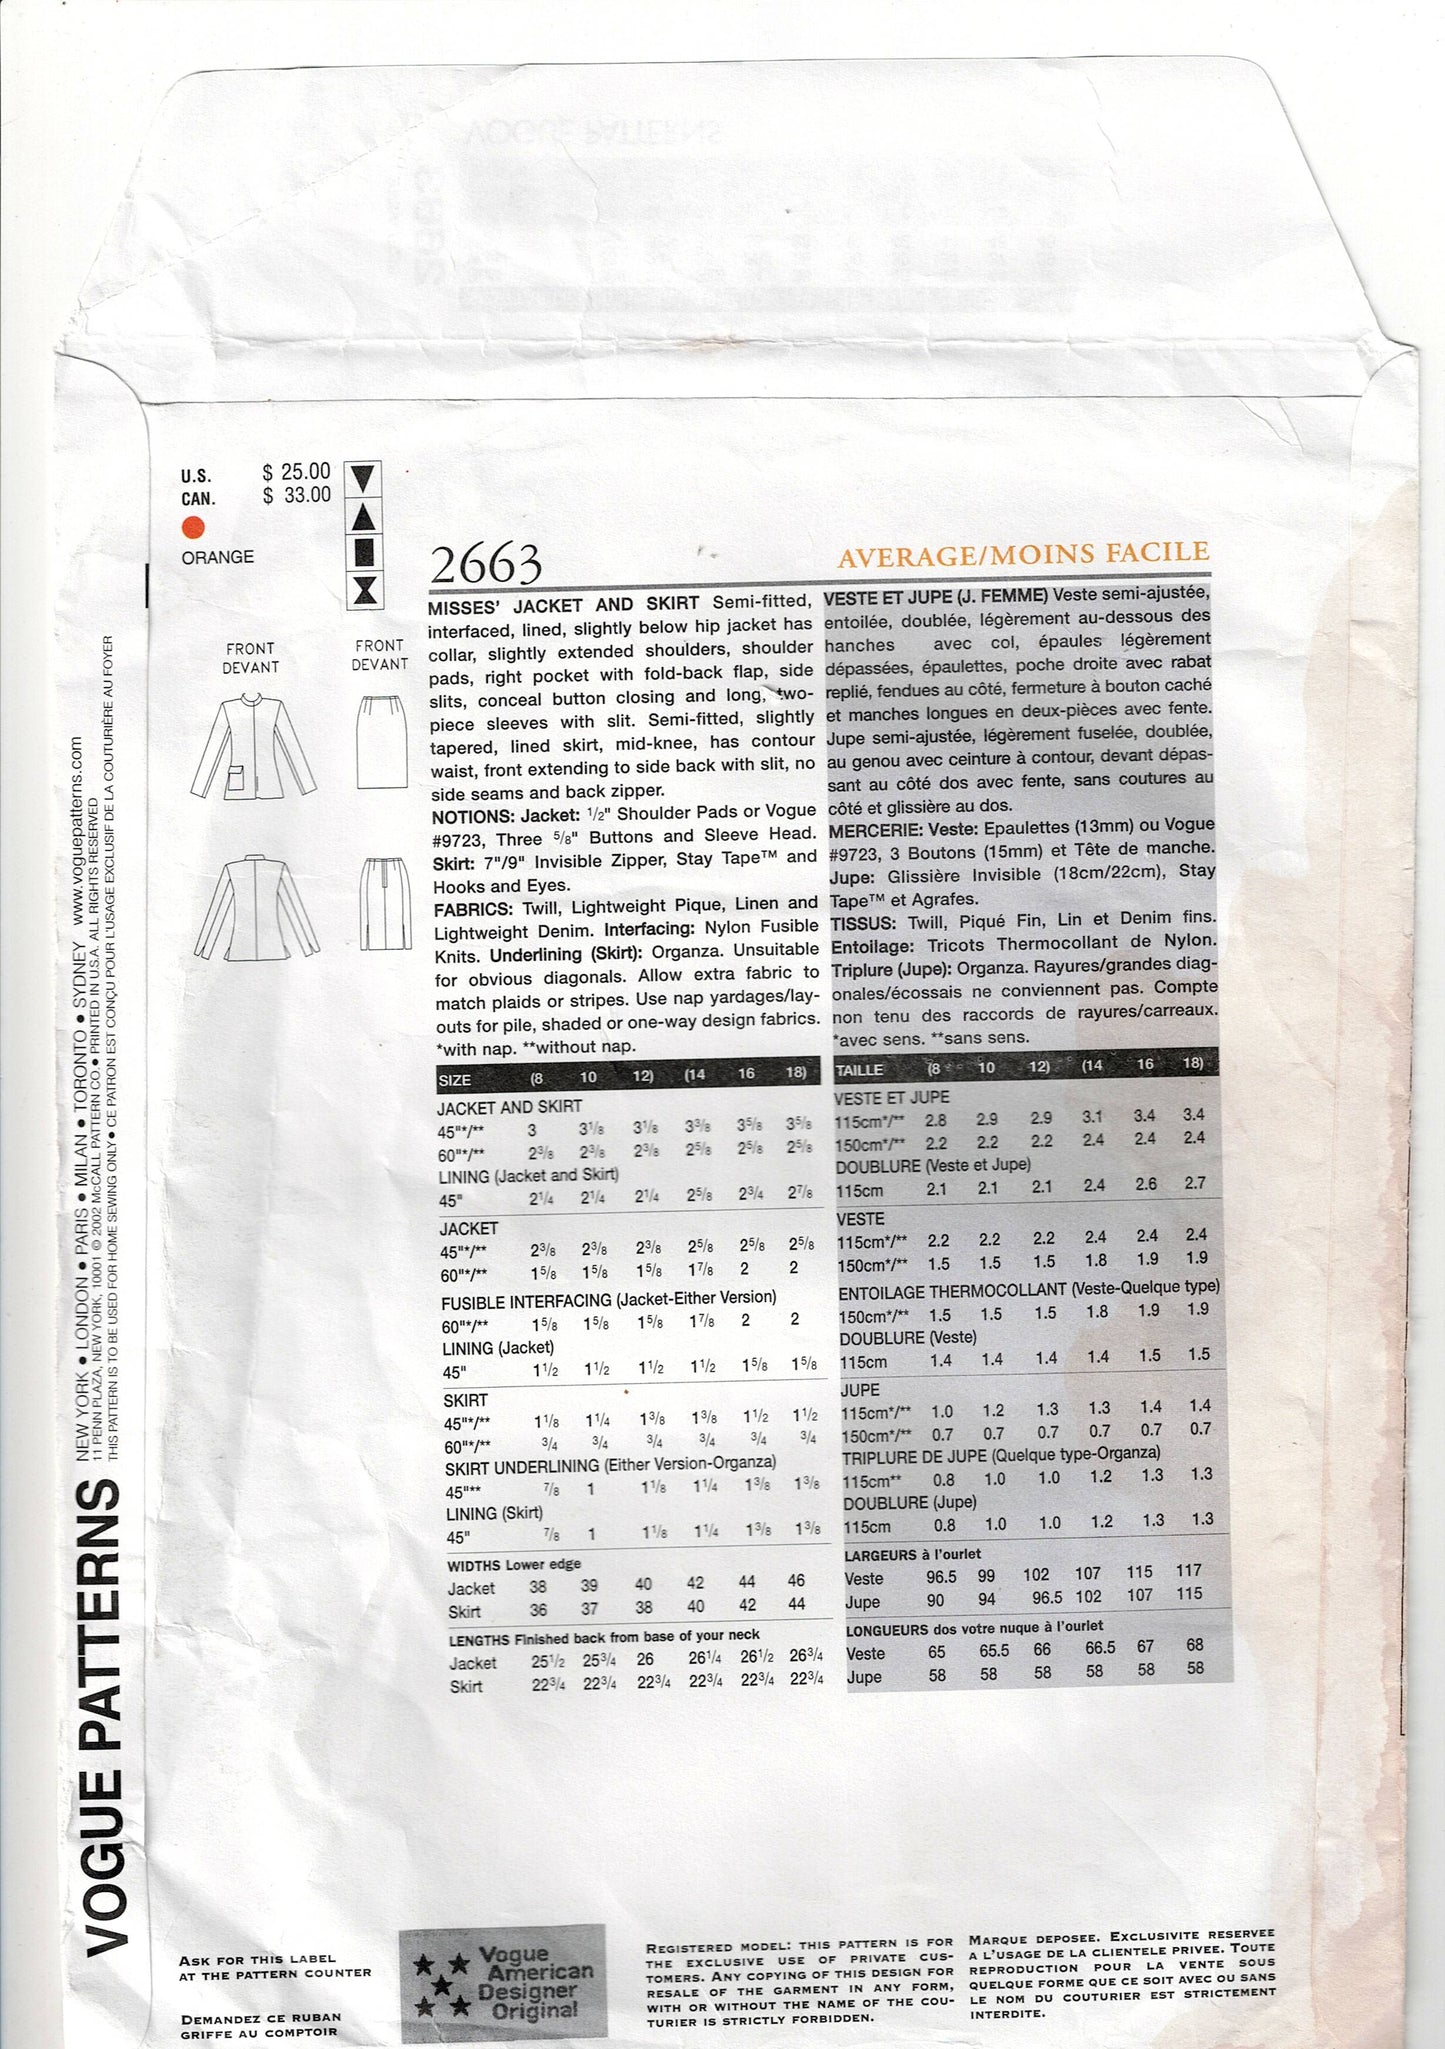 VOGUE PATTERNS
U.S. $ 25.00
CAN. $ 33.00
ORANGE
FRONT
DEVANT
FRONT
DEVANT
2663
AVERAGE/MOINS FACILE
MISSES' JACKET AND SKIRT Semi-fitted,
interfaced, lined, slightly below hip jacket has
collar, slightly extended shoulders, shoulder
pads, right pocket with fold-back flap, side
slits, conceal button closing and long, two-
piece sleeves with slit. Semi-fitted, slightly
tapered, lined skirt, mid-knee, has contour
waist, front extending to side back with slit, no
side seams and back zipper.
NOTIONS: Jacket: 1/2" Shoulder Pads or Vogue
#9723, Three 5/8" Buttons and Sleeve Head.
Skirt: 7"/9" Invisible Zipper, Stay Tape™ and
Hooks and Eyes.
FABRICS: Twill, Lightweight Pique, Linen and
Lightweight Denim. Interfacing: Nylon Fusible
Knits. Underlining (Skirt): Organza. Unsuitable
for obvious diagonals. Allow extra fabric to
match plaids or stripes. Use nap yardages/lay-
outs for pile, shaded or one-way design fabrics.
*with nap. **without nap.
SIZE (8 10 12) (14 16 18)
JACKET AND SKIRT
45"*/** 3 3 1/8 3 1/8 3 3/8 3 5/8 3 5/8
60"*/** 2 3/8 2 3/8 2 3/8 2 5/8 2 5/8 2 5/8
LINING (Jacket and Skirt)
45" 2 1/4 2 1/4 2 1/4 2 5/8 2 3/4 2 7/8
JACKET
45"*/** 2 3/8 2 3/8 2 3/8 2 5/8 2 5/8 2 5/8
60"*/** 1 5/8 1 5/8 1 5/8 1 7/8 2 2
FUSIBLE INTERFACING (Jacket-Either Version)
60"*/** 1 5/8 1 5/8 1 5/8 1 7/8 2 2
LINING (Jacket)
45" 1 1/2 1 1/2 1 1/2 1 1/2 1 5/8 1 5/8
SKIRT
45"*/** 1 1/8 1 1/4 1 3/8 1 3/8 1 1/2 1 1/2
60"*/** 3/4 3/4 3/4 3/4 3/4 3/4
SKIRT UNDERLINING (Either Version-Organza)
45"** 7/8 1 1 1/8 1 1/4 1 3/8 1 3/8
LINING (Skirt)
45" 7/8 1 1 1/8 1 1/4 1 3/8 1 3/8
WIDTHS Lower edge
Jacket 38 39 40 42 44 46
Skirt 36 37 38 40 42 44
LENGTHS Finished back from base of your neck
Jacket 25 1/2 25 3/4 26 26 1/4 26 1/2 26 3/4
Skirt 22 3/4 22 3/4 22 3/4 22 3/4 22 3/4 22 3/4
VESTE ET JUPE (J. FEMME) Veste semi-ajustée,
entoilée, doublée, légèrement au-dessous des
hanches avec col, épaules légèrement
dépassées, épaulettes, poche droite avec rabat
replié, fendues au côté, fermeture à bouton caché
et manches longues en deux-pièces avec fente.
Jupe semi-ajustée, légèrement fuselée, doublée,
au genou avec ceinture à contour, devant dépas-
sant au côté dos avec fente, sans coutures au
côté et glissière au dos.
MERCERIE: Veste: Epaulettes (13mm) ou Vogue
#9723, 3 Boutons (15mm) et Tête de manche.
Jupe: Glissière Invisible (18cm/22cm), Stay
Tape™ et Agrafes.
TISSUS: Twill, Piqué Fin, Lin et Denim fins.
Entoilage: Tricots Thermocollant de Nylon.
Triplure (Jupe): Organza. Rayures/grandes diag-
onales/écossais ne conviennent pas. Compte
non tenu des raccords de rayures/carreaux.
*avec sens. **sans sens.
TAILLE (8 10 12) (14 16 18)
VESTE ET JUPE
115cm*/** 2.8 2.9 2.9 3.1 3.4 3.4
150cm*/** 2.2 2.2 2.2 2.4 2.4 2.4
DOUBLURE (Veste et Jupe)
115cm 2.1 2.1 2.1 2.4 2.6 2.7
VESTE
115cm*/** 2.2 2.2 2.2 2.4 2.4 2.4
150cm*/** 1.5 1.5 1.5 1.8 1.9 1.9
ENTOILAGE THERMOCOLLANT (Veste-Quelque type)
150cm*/** 1.5 1.5 1.5 1.8 1.9 1.9
DOUBLURE (Veste)
115cm 1.4 1.4 1.4 1.4 1.5 1.5
JUPE
115cm*/** 1.0 1.2 1.3 1.3 1.4 1.4
150cm*/** 0.7 0.7 0.7 0.7 0.7 0.7
TRIPLURE DE JUPE (Quelque type-Organza)
115cm** 0.8 1.0 1.0 1.2 1.3 1.3
DOUBLURE (Jupe)
115cm 0.8 1.0 1.0 1.2 1.3 1.3
LARGEURS à l'ourlet
Veste 96.5 99 102 107 115 117
Jupe 90 94 96.5 102 107 115
LONGUEURS dos votre nuque à l'ourlet
Veste 65 65.5 66 66.5 67 68
Jupe 58 58 58 58 58 58
VOGUE PATTERNS
NEW YORK • LONDON • PARIS • MILAN • TORONTO • SYDNEY www.voguepatterns.com
11 PENN PLAZA, NEW YORK, NEW YORK, 10001 © 2002 McCALL PATTERN CO. • PRINTED IN U.S.A. ALL RIGHTS RESERVED
THIS PATTERN IS TO BE USED FOR HOME SEWING ONLY • CE PATRON EST CONÇU POUR L'USAGE EXCLUSIF DE LA COUTURIÈRE AU FOYER
ASK FOR THIS LABEL
AT THE PATTERN COUNTER
DEMANDEZ CE RUBAN
GRIFFE AU COMPTOIR
Vogue
American
Designer
Original
REGISTERED MODEL: THIS PATTERN IS FOR
THE EXCLUSIVE USE OF PRIVATE CUS-
TOMERS. ANY COPYING OF THIS DESIGN FOR
RESALE OF THE GARMENT IN ANY FORM,
WITH OR WITHOUT THE NAME OF THE COU-
TURIER IS STRICTLY FORBIDDEN.
MARQUE DEPOSEE. EXCLUSIVITE RESERVEE
A L'USAGE DE LA CLIENTELE PRIVEE. TOUTE
REPRODUCTION POUR LA VENTE SOUS
QUELQUE FORME QUE CE SOIT AVEC OU SANS
LE NOM DU COUTURIER EST STRICTEMENT
INTERDITE.